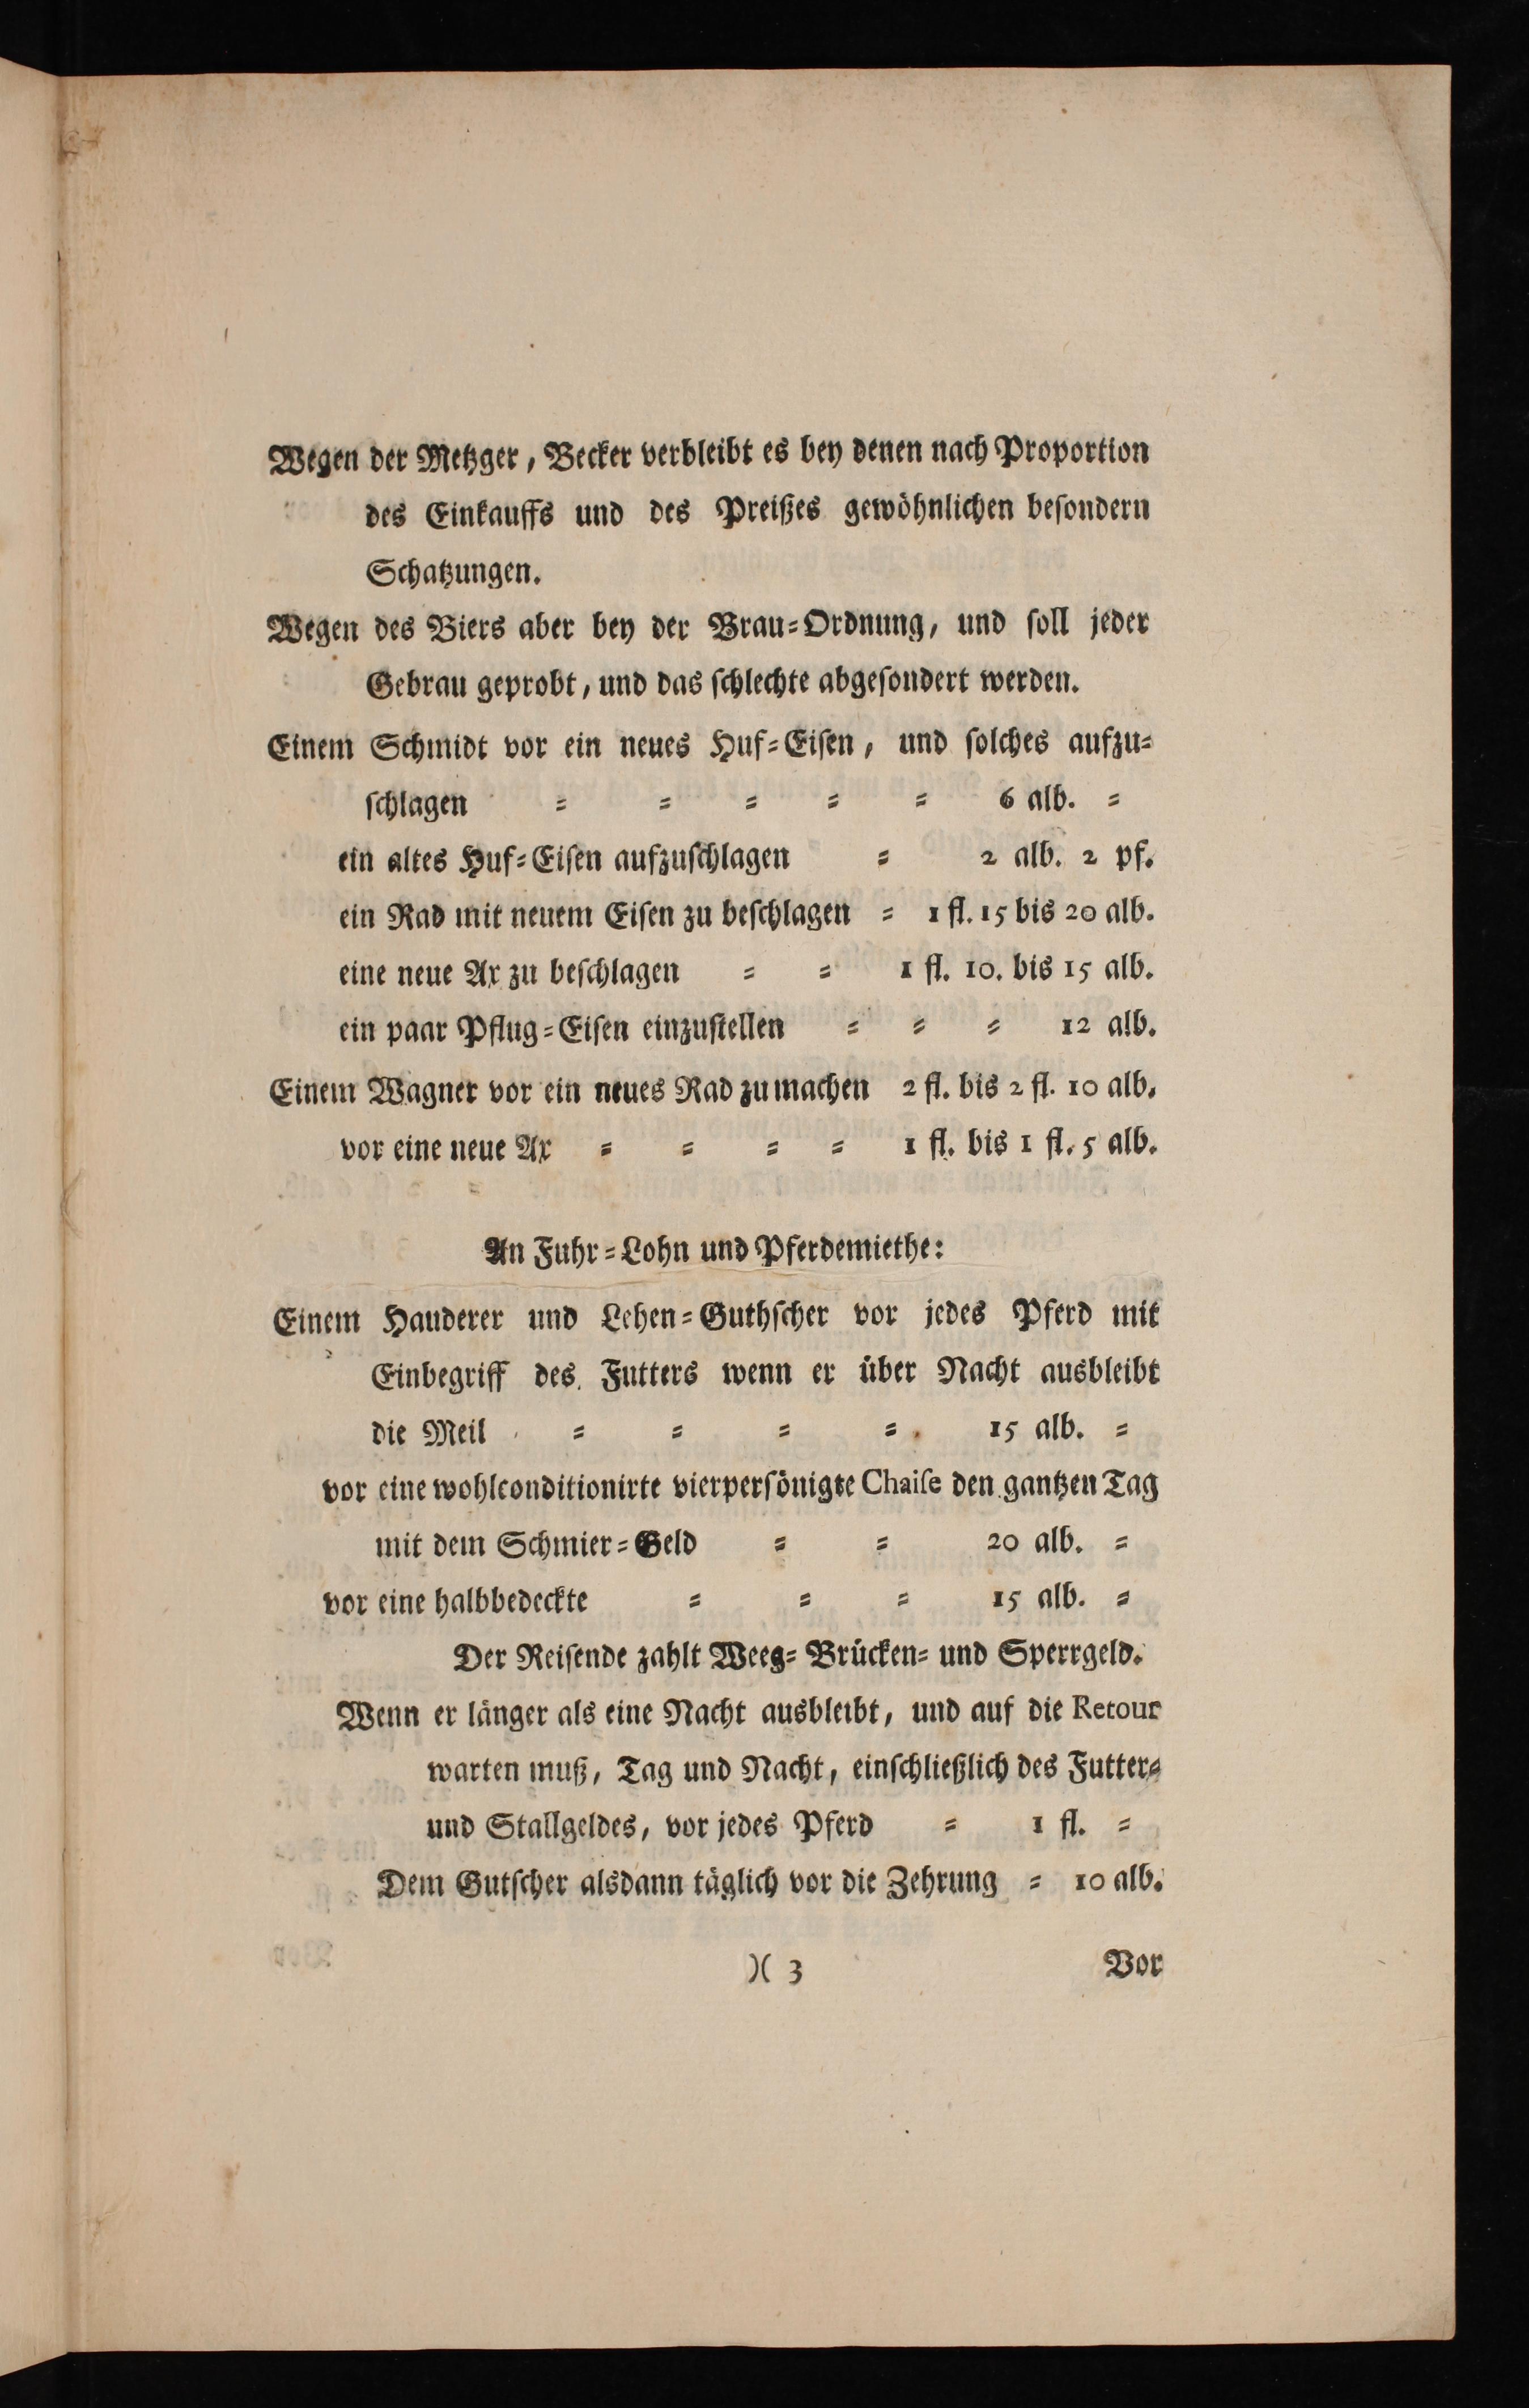 Wegen der Metzger, Becker verbleibt es bey denen nach Proportion
des Einkauffs und des Preißes gewöhnlichen beſondern
Schatzungen.
Wegen des Biers aber bey der Brau=Ordnung, und ſoll jeder
Gebrau geprobt, und das ſchlechte abgeſondert werden.
Einem Schmidt vor ein neues Huf=Eiſen, und ſolches aufzu=
ſchlagen = = = = = 6 alb. =
ein altes Huf=Eiſen aufzuſchlagen = 2 alb. 2 pf.
ein Rad mit neuem Eiſen zu beſchlagen = 1 fl. 15 bis 20 alb.
eine neue Ax zu beſchlagen = = 1 fl. 10. bis 15 alb.
ein paar Pflug=Eiſen einzuſtellen = = = 12 alb.
Einem Wagner vor ein neues Rad zu machen 2 fl. bis 2 fl. 10 alb.
vor eine neue Ax = = = = 1 fl. bis 1 fl. 5 alb.
An Fuhr=Lohn und Pferdemiethe:
Einem Hauderer und Lehen=Guthſcher vor jedes Pferd mit
Einbegriff des Futters wenn er über Nacht ausbleibt
die Meil = = = = 15 alb. =
vor eine wohlconditionirte vierperſönigte Chaiſe den gantzen Tag
mit dem Schmier=Geld = = 20 alb. =
vor eine halbbedeckte = = = 15 alb. =
Der Reiſende zahlt Weeg= Brücken= und Sperrgeld.
Wenn er länger als eine Nacht ausbleibt, und auf die Retour
warten muß, Tag und Nacht, einſchließlich des Futter=
und Stallgeldes, vor jedes Pferd = 1 fl. =
Dem Gutſcher alsdann täglich vor die Zehrung = 10 alb.
)( 3 Vor